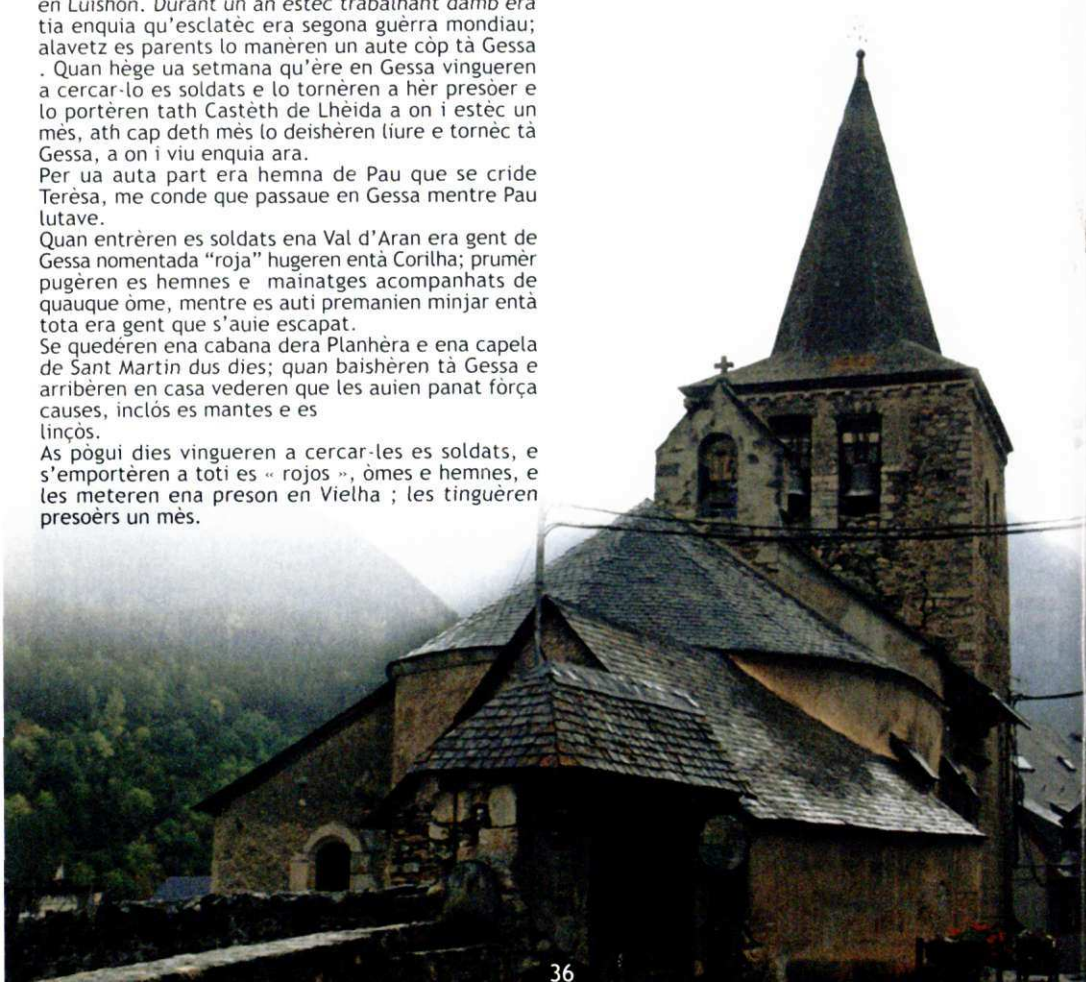 en Luishon. Durant un an estèc trabalhant damb era
tia enquia qu'esclatèc era segona guèrra mondiau;
alavetz es parents lo manèren un aute còp tà Gessa
. Quan hège ua setmana qu'ère en Gessa vingueren
a cercar-lo es soldats e lo tornèren a hèr presòer e
lo portèren tath Castèth de Lhèida a on i estèc un
mès, ath cap deth mès lo deishèren líure e tornèc tà
Gessa, a on i viu enquia ara.
Per ua auta part era hemna de Pau que se cride
Terèsa, me conde que passaue en Gessa mentre Pau
lutave.
Quan entrèren es soldats ena Val d'Aran era gent de
Gessa nomentada "roja" hugeren entà Corilha; prumèr
pugèren es hemnes e mainatges acompanhats de
quauque òme, mentre es auti premanien minjar entà
tota era gent que s'auie escapat.
Se quedéren ena cabana dera Planhèra e ena capela
de Sant Martin dus dies; quan baishèren tà Gessa e
arribèren en casa vederen que les auien panat fòrça
causes, inclós es mantes e es
linçòs.
As pògui dies vingueren a cercar-les es soldats, e
s'emportèren a toti es « rojos », òmes e hemnes, e
les meteren ena preson en Vielha ; les tinguèren
presoèrs un mès.
36